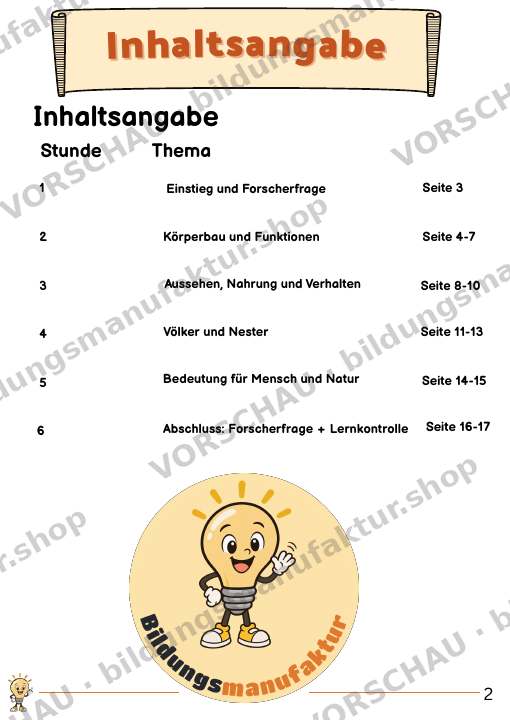 Inhaltsangabe
Inhaltsangabe
Stunde Thema
1 Einstieg und Forscherfrage Seite 3
2 Körperbau und Funktionen Seite 4-7
3 Aussehen, Nahrung und Verhalten Seite 8-10
4 Völker und Nester Seite 11-13
5 Bedeutung für Mensch und Natur Seite 14-15
6 Abschluss: Forscherfrage + Lernkontrolle Seite 16-17
Bildungsmanufaktur
2
VORSCHAU · bildungsmanufaktur.shop